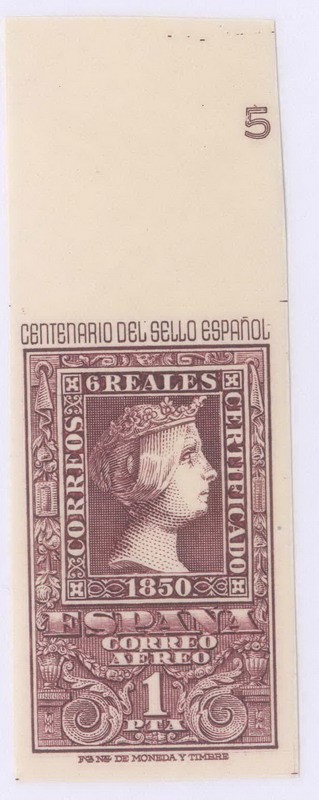 5
CENTENARIO DEL SELLO ESPAÑOL
6 REALES
CORREOS
CERTIFICADO
1850
ESPAÑA
CORREO
AEREO
1
PTA
FCA NAL DE MONEDA Y TIMBRE